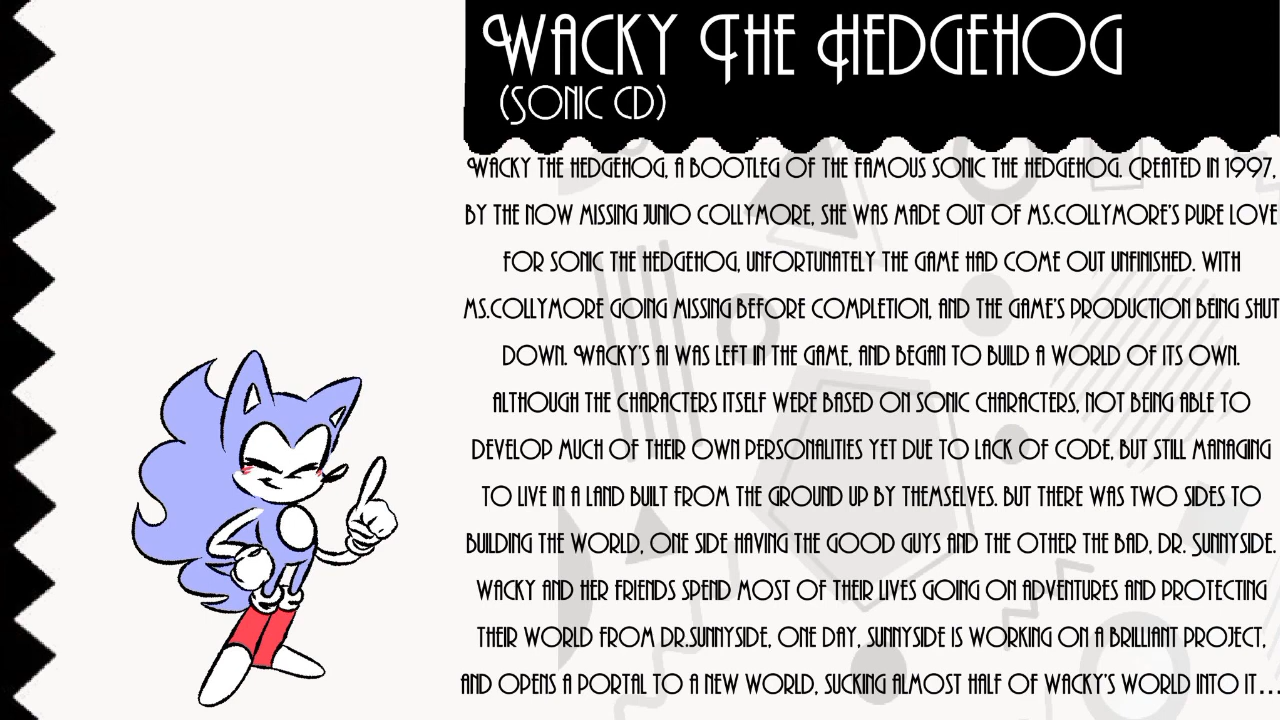 Wacky The Hedgehog
(Sonic CD)
Wacky the Hedgehog, a bootleg of the famous Sonic the Hedgehog. Created in 1997,
by the now missing Junio Collymore, she was made out of Ms.Collymore's pure love
for Sonic the Hedgehog, unfortunately the game had come out unfinished. With
Ms.Collymore going missing before completion, and the game's production being shut
down. Wacky's AI was left in the game, and began to build a world of its own.
Although the characters itself were based on Sonic characters, not being able to
develop much of their own personalities yet due to lack of code, but still managing
to live in a land built from the ground up by themselves. But there was two sides to
building the world, one side having the good guys and the other the bad, Dr. Sunnyside.
Wacky and her friends spend most of their lives going on adventures and protecting
their world from Dr.Sunnyside, one day, Sunnyside is working on a brilliant project,
and opens a portal to a new world, sucking almost half of Wacky's world into it...